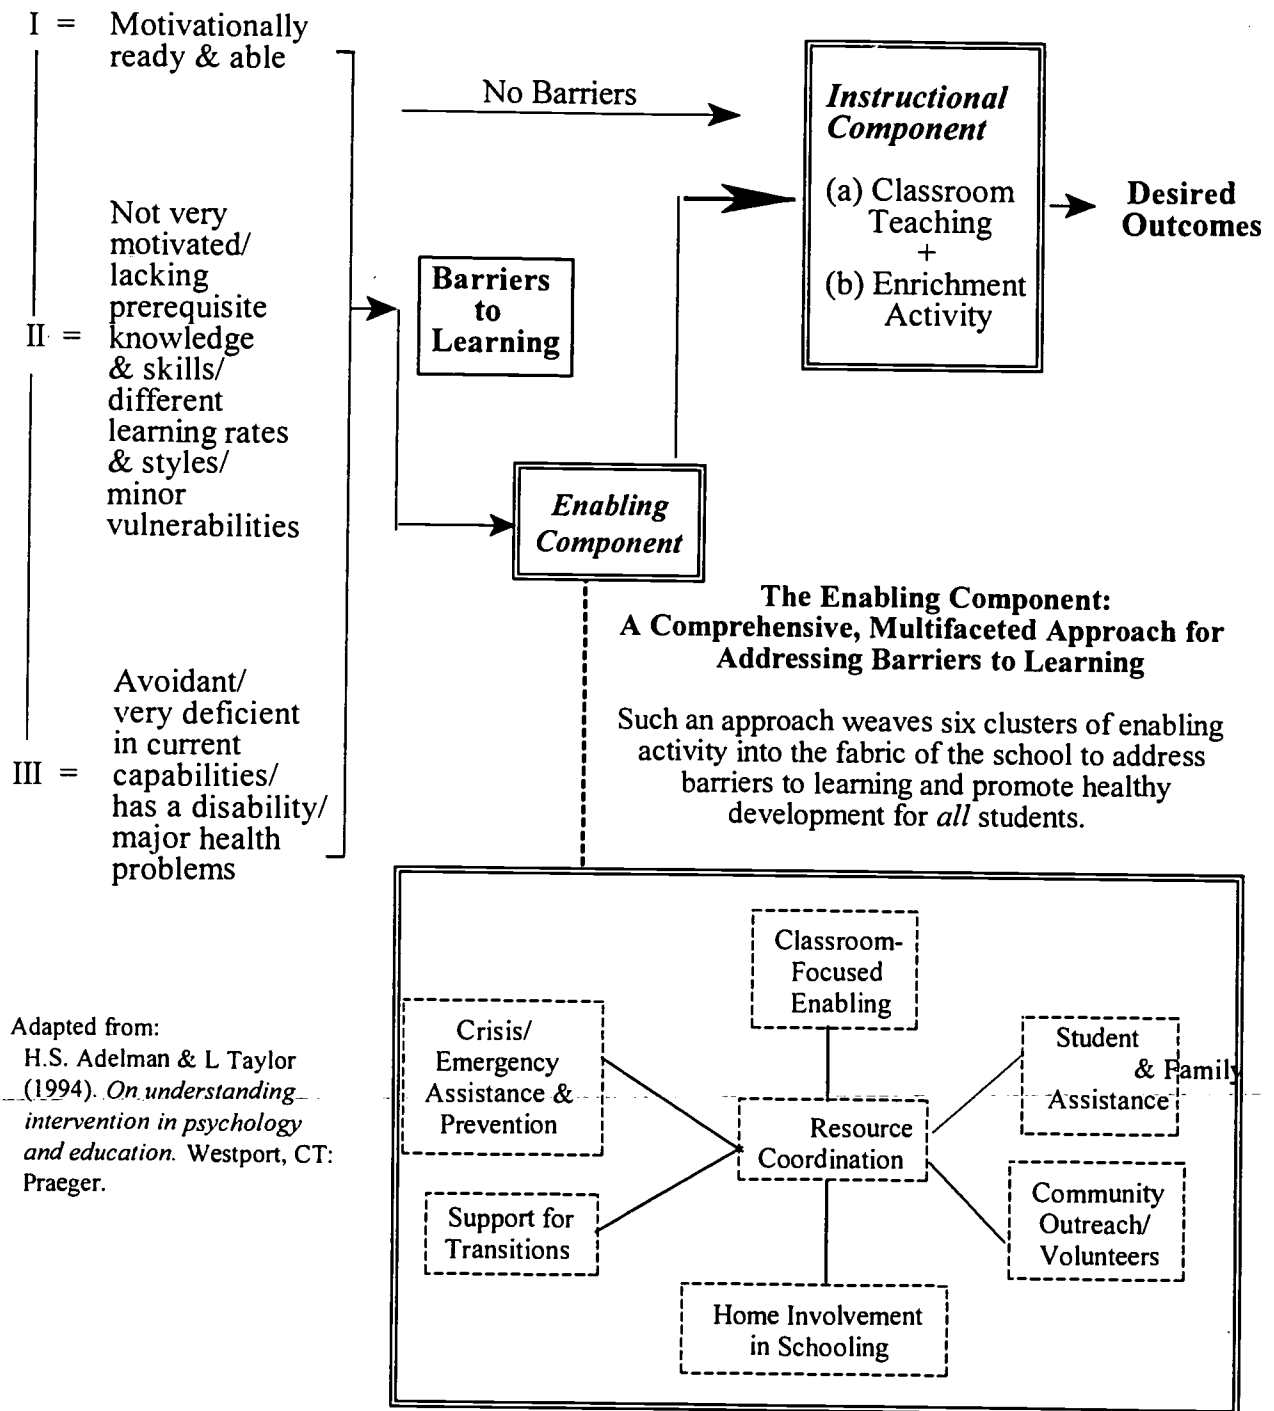 I = Motivationally
ready & able
No Barriers
Instructional
Component
(a) Classroom
Teaching
+
(b) Enrichment
Activity
Desired
Outcomes
Not very
motivated/
lacking
prerequisite
II = knowledge
& skills/
different
learning rates
& styles/
minor
vulnerabilities
Barriers
to
Learning
Enabling
Component
Avoidant/
very deficient
in current
III = capabilities/
has a disability/
major health
problems
The Enabling Component:
A Comprehensive, Multifaceted Approach for
Addressing Barriers to Learning
Such an approach weaves six clusters of enabling
activity into the fabric of the school to address
barriers to learning and promote healthy
development for all students.
Classroom-
Focused
Enabling
Crisis/
Emergency
Assistance &
Prevention
Student
& Family
Assistance
Resource
Coordination
Support for
Transitions
Community
Outreach/
Volunteers
Home Involvement
in Schooling
Adapted from:
H.S. Adelman & L Taylor
(1994). On understanding
intervention in psychology
and education. Westport, CT:
Praeger.